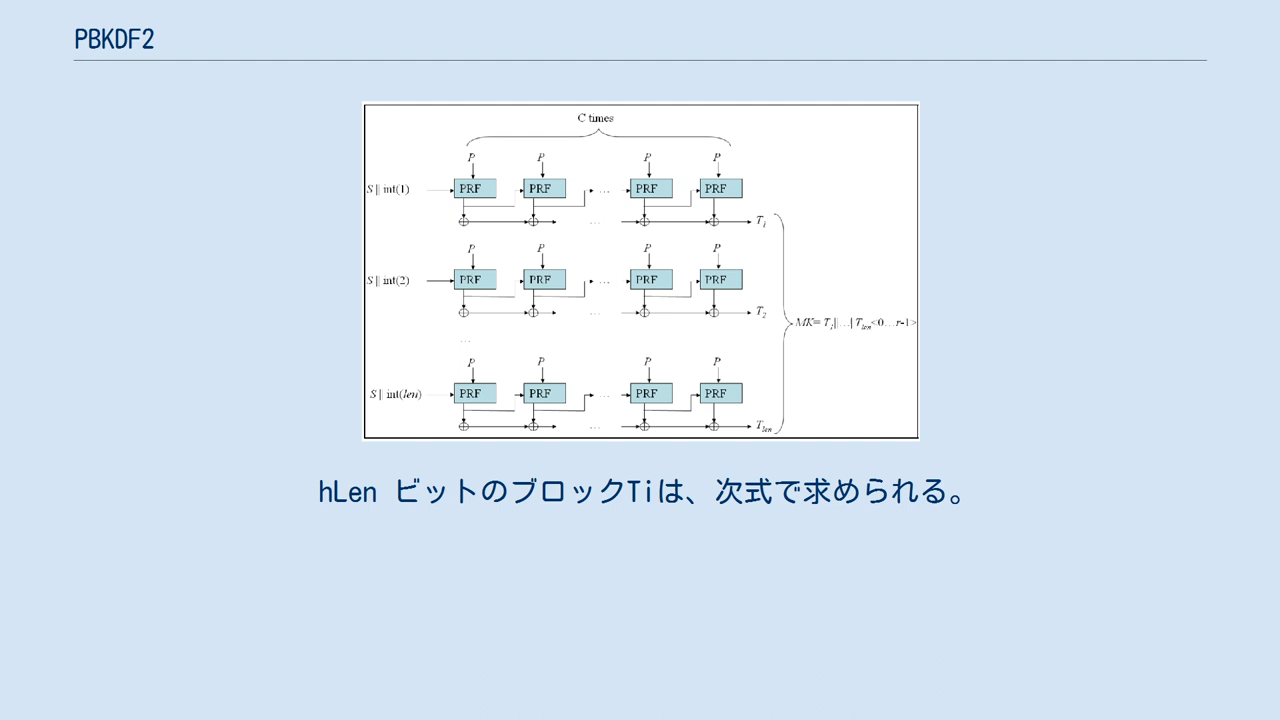 PBKDF2
C times
P P P P
S || int(1) PRF PRF ... PRF PRF
... T1
P P P P
S || int(2) PRF PRF ... PRF PRF
... T2
...
MK= T1||...| Tlen<0...r-1>
P P P P
S || int(len) PRF PRF ... PRF PRF
... Tlen
hLen ビットのブロックTiは、次式で求められる。